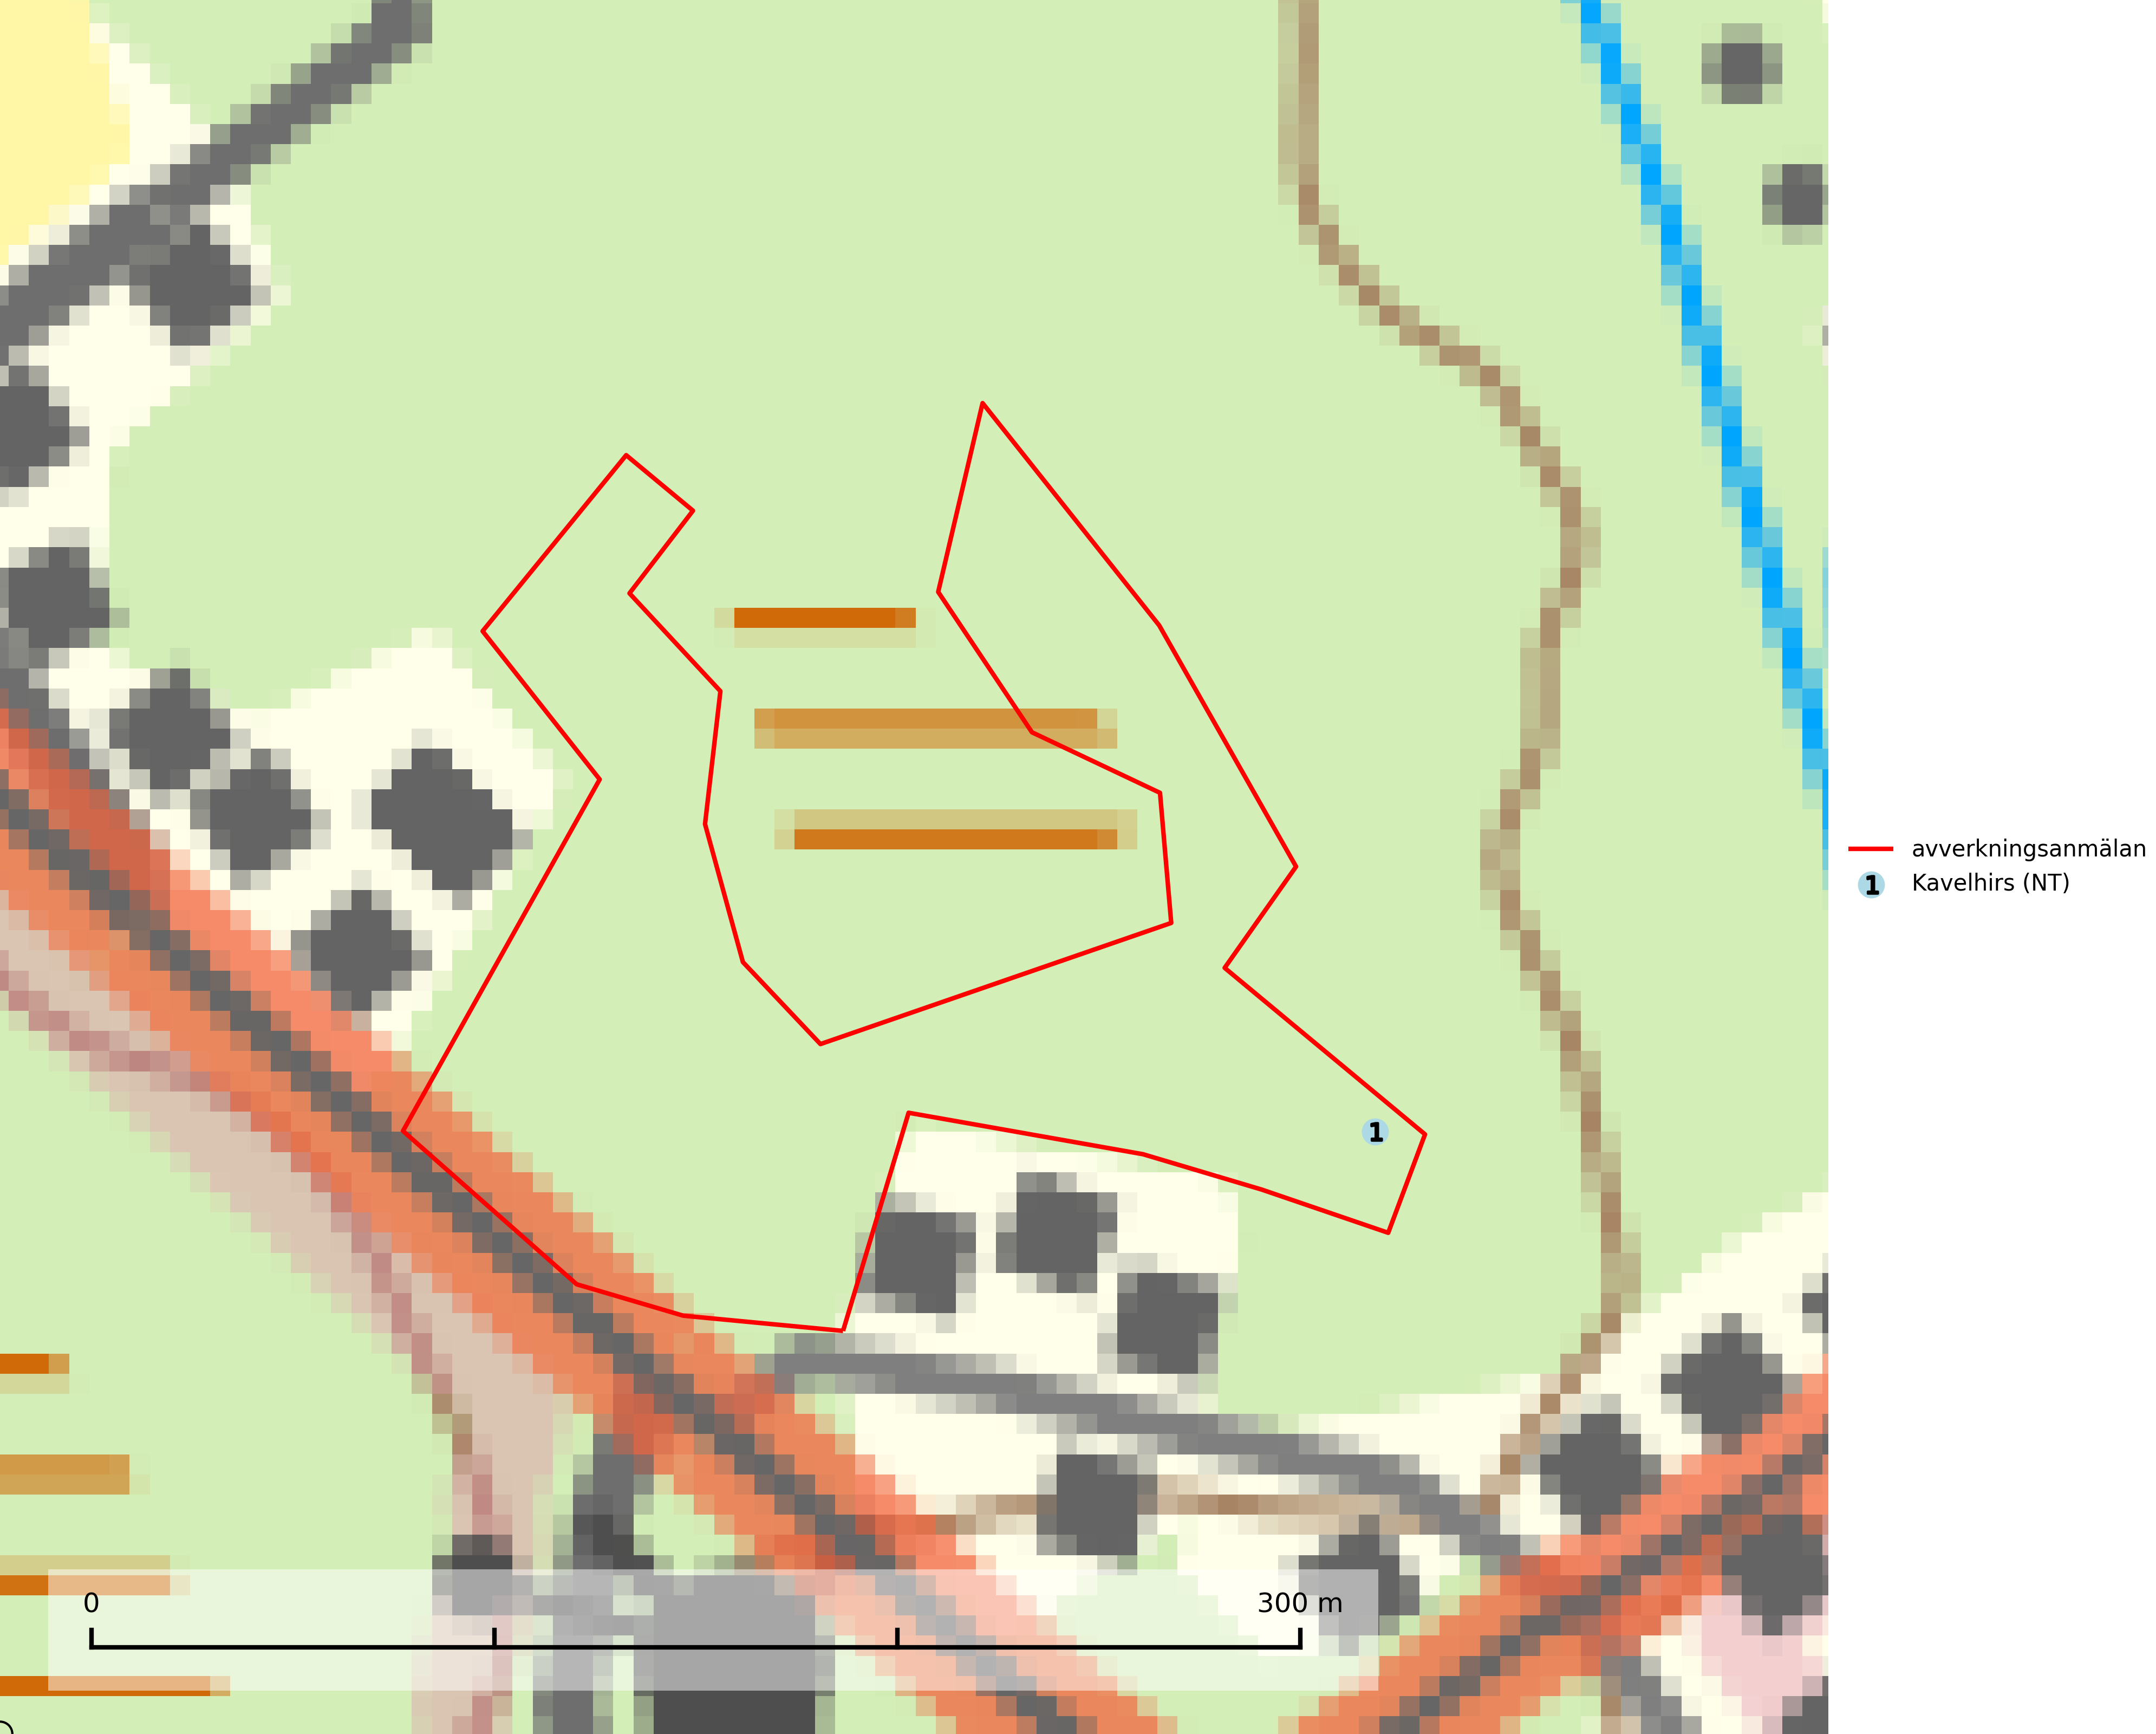 avverkningsanmälan
1 Kavelhirs (NT)
1
0 300 m